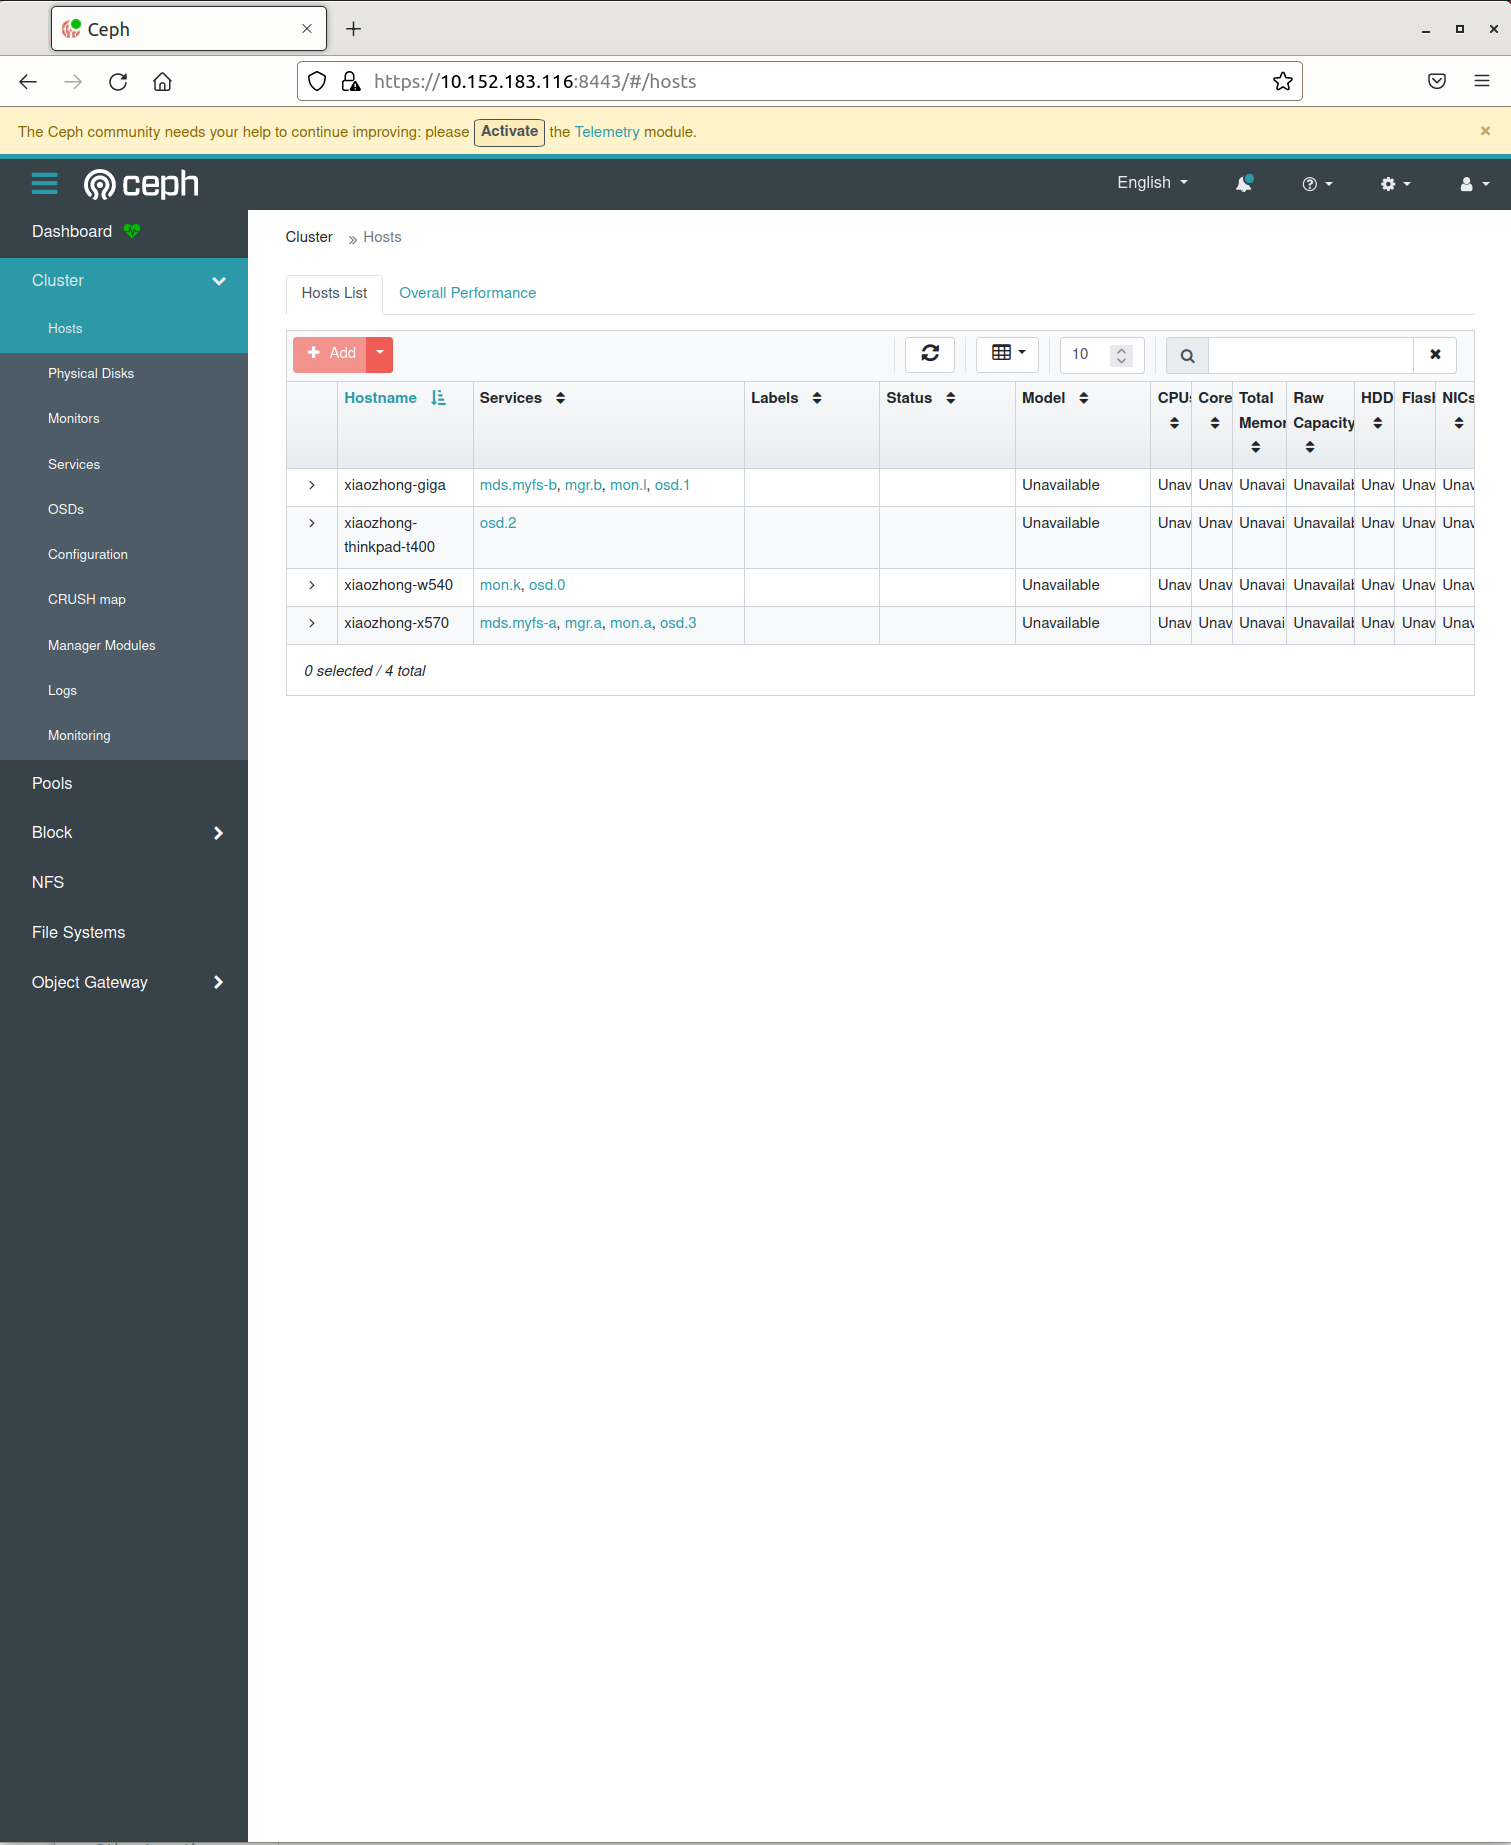 Ceph
https://10.152.183.116:8443/#/hosts
The Ceph community needs your help to continue improving: please Activate the Telemetry module.
ceph
English
Dashboard
Cluster
Hosts
Physical Disks
Monitors
Services
OSDs
Configuration
CRUSH map
Manager Modules
Logs
Monitoring
Pools
Block
NFS
File Systems
Object Gateway
Cluster » Hosts
Hosts List Overall Performance
+ Add 10
Hostname Services Labels Status Model CPUs Core Total Memor Raw Capacity HDD Flash NICs
xiaozhong-giga mds.myfs-b, mgr.b, mon.l, osd.1 Unavailable Unav Unav Unavai Unavailab Unav Unav Unav
xiaozhong-
thinkpad-t400 osd.2 Unavailable Unav Unav Unavai Unavailab Unav Unav Unav
xiaozhong-w540 mon.k, osd.0 Unavailable Unav Unav Unavai Unavailab Unav Unav Unav
xiaozhong-x570 mds.myfs-a, mgr.a, mon.a, osd.3 Unavailable Unav Unav Unavai Unavailab Unav Unav Unav
0 selected / 4 total